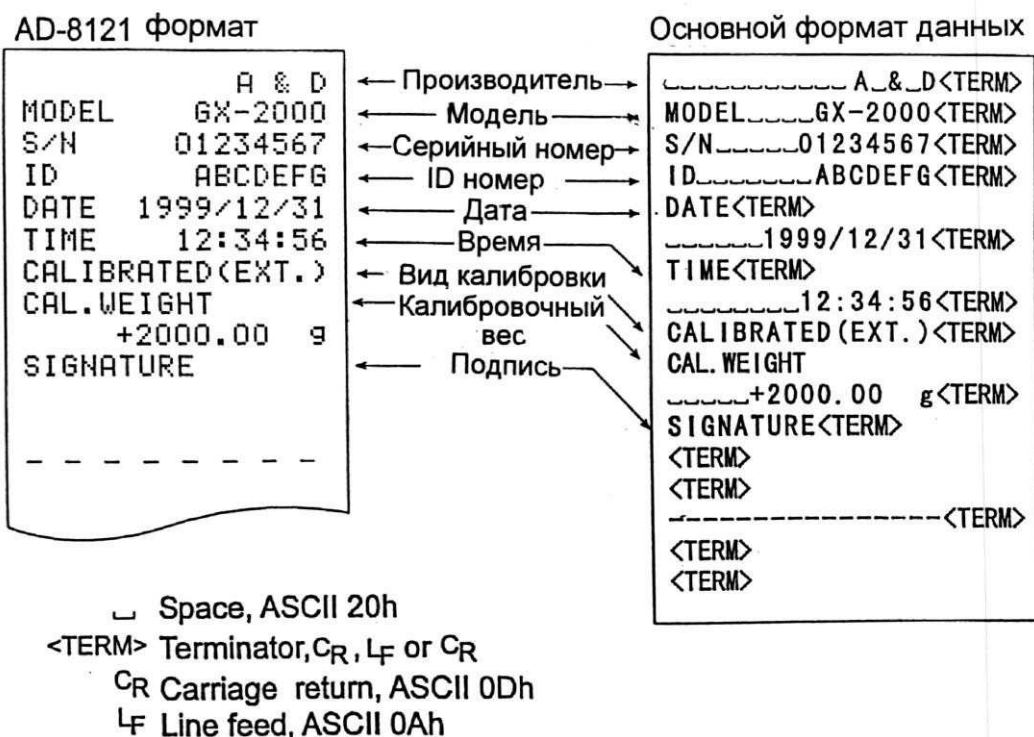 AD-8121 формат
A & D
MODEL GX-2000
S/N 01234567
ID ABCDEFG
DATE 1999/12/31
TIME 12:34:56
CALIBRATED(EXT.)
CAL.WEIGHT
+2000.00 g
SIGNATURE
- - - - - - - - -
Производитель
Модель
Серийный номер
ID номер
Дата
Время
Вид калибровки
Калибровочный
вес
Подпись
Основной формат данных
␣␣␣␣␣␣␣␣␣␣␣A␣&␣D<TERM>
MODEL␣␣␣␣GX-2000<TERM>
S/N␣␣␣␣␣01234567<TERM>
ID␣␣␣␣␣␣␣ABCDEFG<TERM>
DATE<TERM>
␣␣␣␣␣␣1999/12/31<TERM>
TIME<TERM>
␣␣␣␣␣␣␣␣12:34:56<TERM>
CALIBRATED(EXT.)<TERM>
CAL.WEIGHT
␣␣␣␣␣+2000.00 g<TERM>
SIGNATURE<TERM>
<TERM>
<TERM>
----------------<TERM>
<TERM>
<TERM>
␣ Space, ASCII 20h
<TERM> Terminator,CR, LF or CR
CR Carriage return, ASCII 0Dh
LF Line feed, ASCII 0Ah